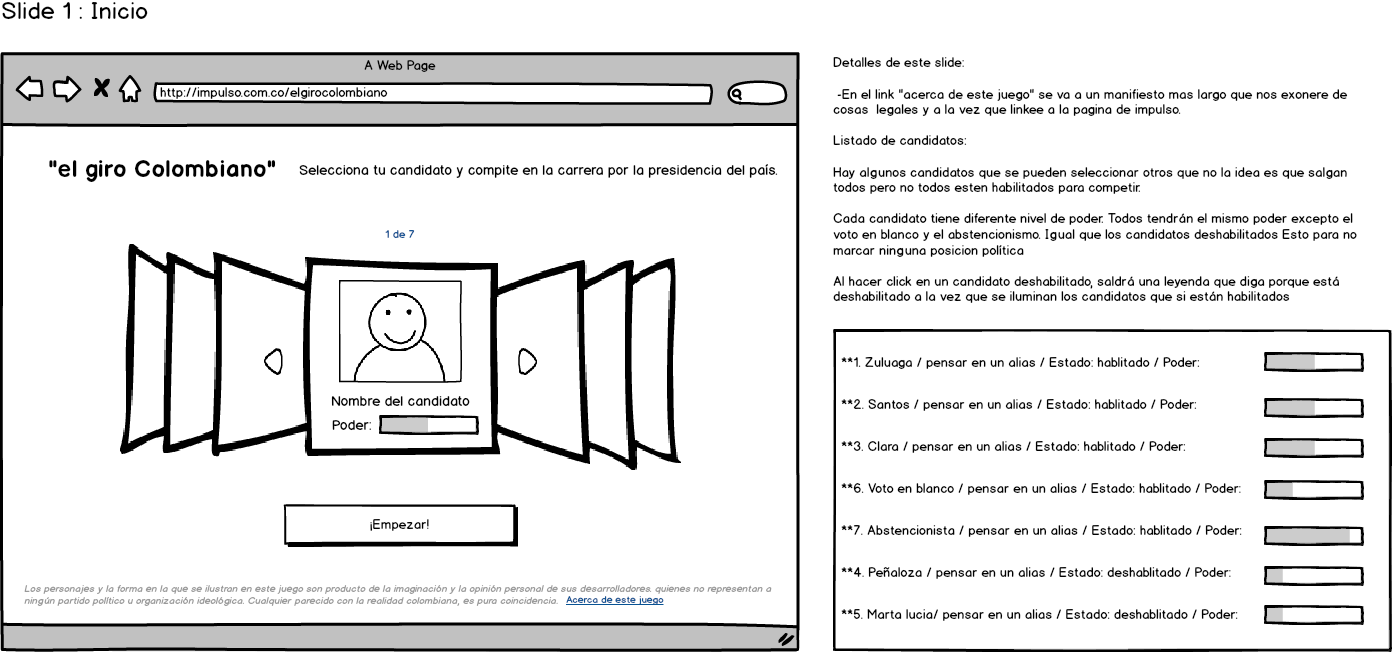 Slide 1 : Inicio
A Web Page
http://impulso.com.co/elgirocolombiano
"el giro Colombiano"
Selecciona tu candidato y compite en la carrera por la presidencia del país.
1 de 7
Nombre del candidato
Poder:
¡Empezar!
Los personajes y la forma en la que se ilustran en este juego son producto de la imaginación y la opinión personal de sus desarrolladores. quienes no representan a
ningún partido político u organización ideológica. Cualquier parecido con la realidad colombiana, es pura coincidencia. Acerca de este juego
Detalles de este slide:
-En el link "acerca de este juego" se va a un manifiesto mas largo que nos exonere de
cosas legales y a la vez que linkee a la pagina de impulso.
Listado de candidatos:
Hay algunos candidatos que se pueden seleccionar otros que no la idea es que salgan
todos pero no todos esten habilitados para competir.
Cada candidato tiene diferente nivel de poder. Todos tendrán el mismo poder excepto el
voto en blanco y el abstencionismo. Igual que los candidatos deshabilitados Esto para no
marcar ninguna posicion política
Al hacer click en un candidato deshabilitado, saldrá una leyenda que diga porque está
deshabilitado a la vez que se iluminan los candidatos que si están habilitados
**1. Zuluaga / pensar en un alias / Estado: hablitado / Poder:
**2. Santos / pensar en un alias / Estado: hablitado / Poder:
**3. Clara / pensar en un alias / Estado: hablitado / Poder:
**6. Voto en blanco / pensar en un alias / Estado: hablitado / Poder:
**7. Abstencionista / pensar en un alias / Estado: hablitado / Poder:
**4. Peñaloza / pensar en un alias / Estado: deshablitado / Poder:
**5. Marta lucia/ pensar en un alias / Estado: deshablitado / Poder: